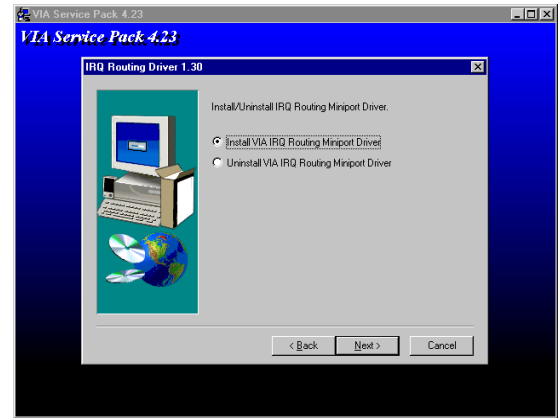 VIA Service Pack 4.23
VIA Service Pack 4.23
IRQ Routing Driver 1.30
Install/Uninstall IRQ Routing Miniport Driver.
Install VIA IRQ Routing Miniport Driver
Uninstall VIA IRQ Routing Miniport Driver
< Back Next > Cancel